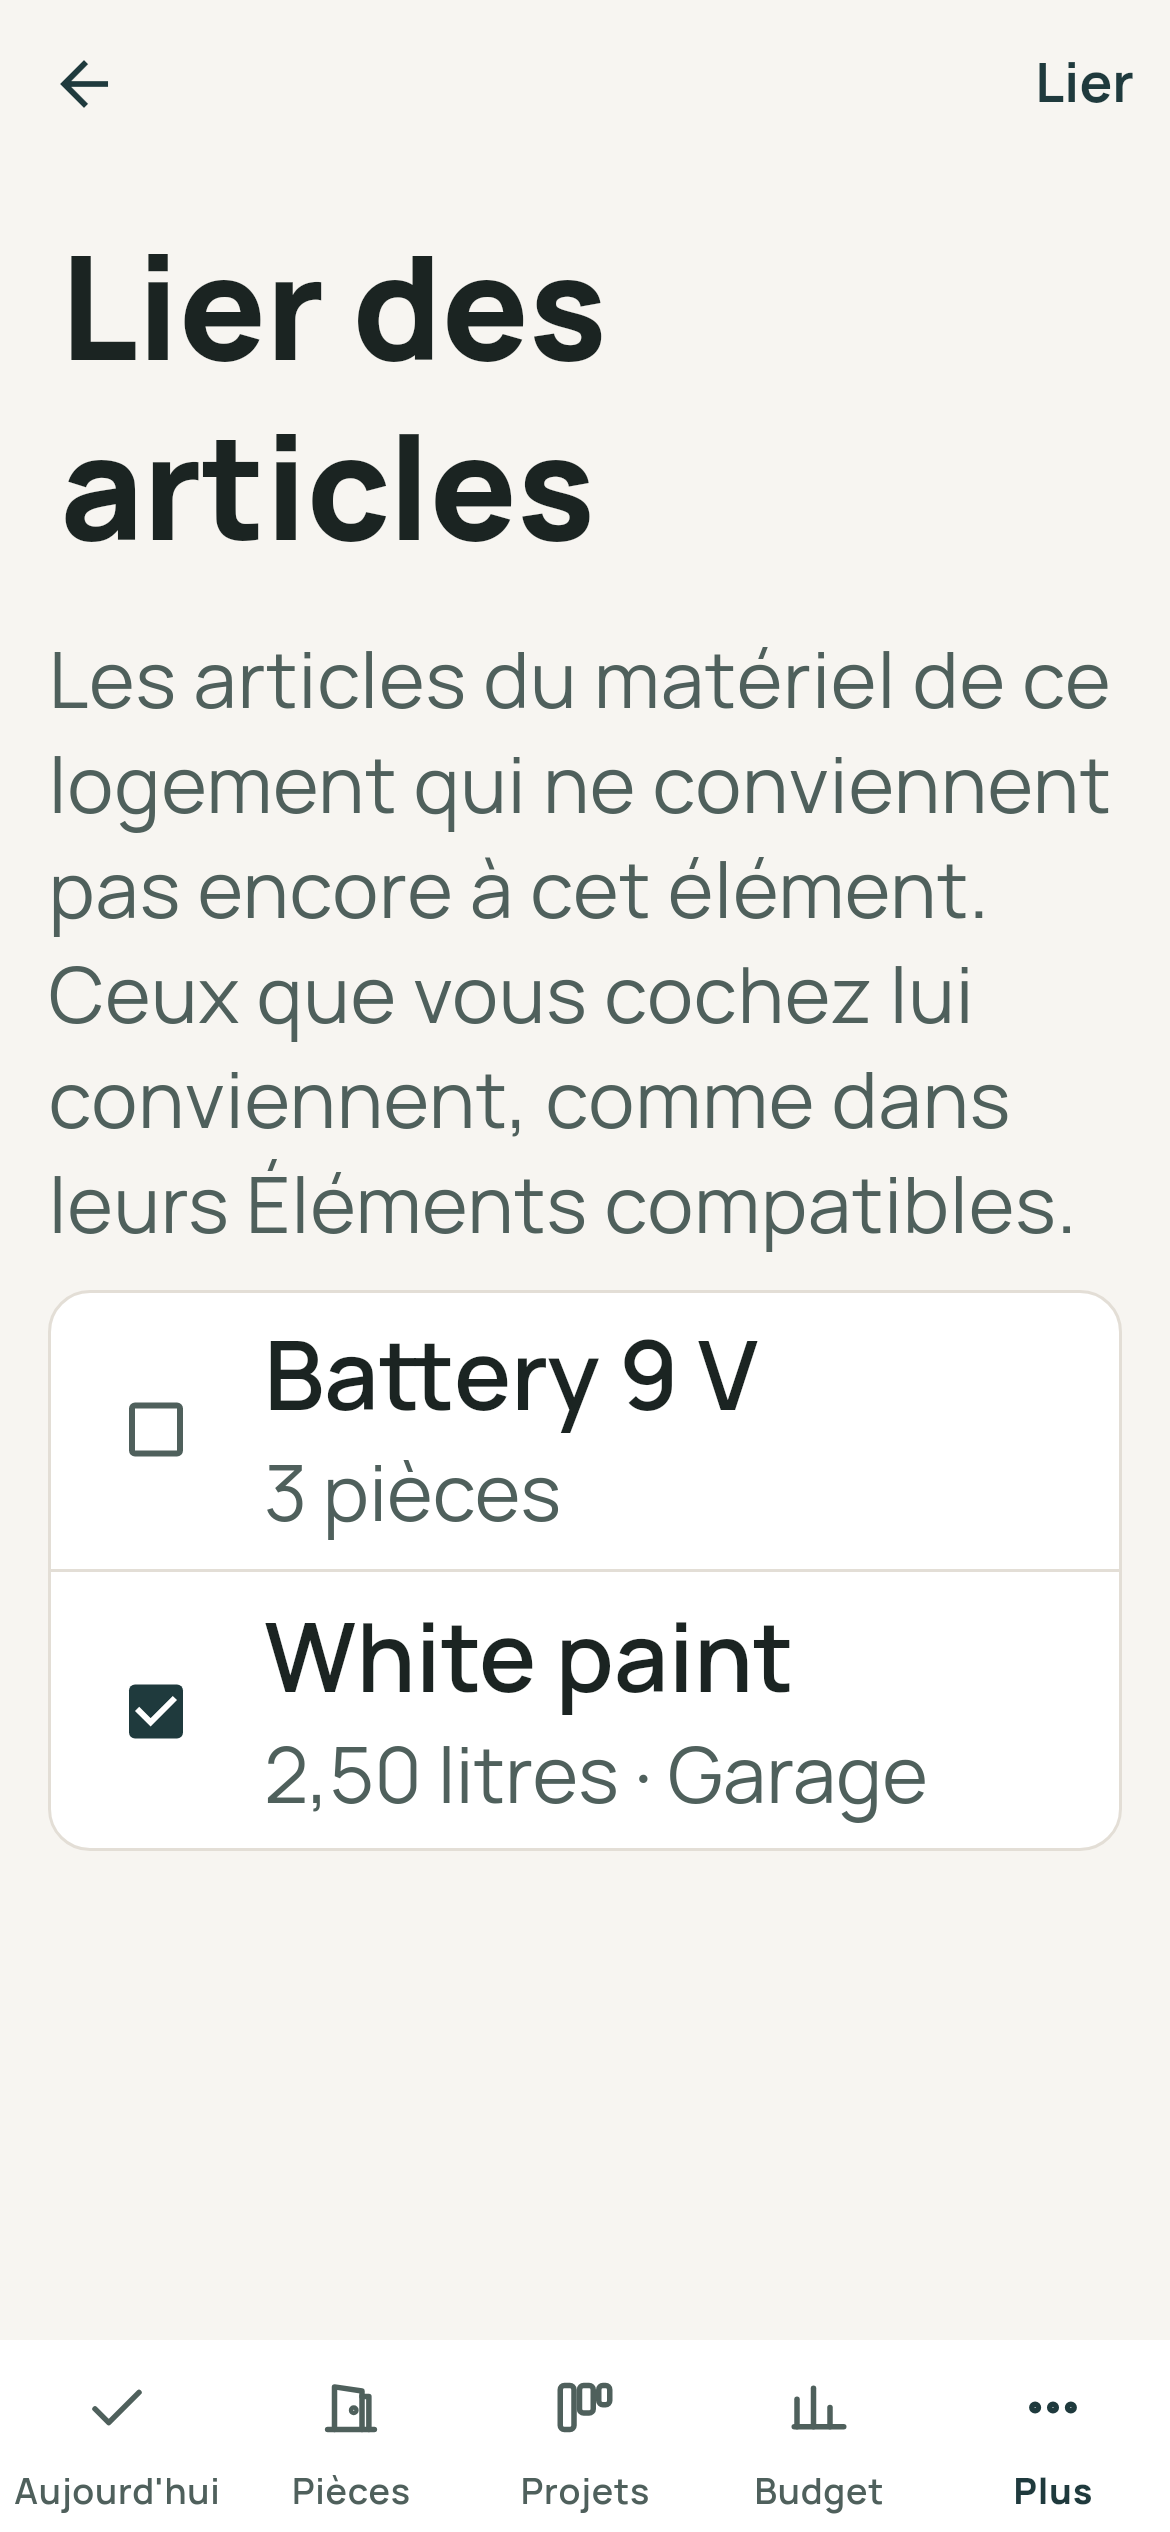 Lier
Lier des
articles
Les articles du matériel de ce
logement qui ne conviennent
pas encore à cet élément.
Ceux que vous cochez lui
conviennent, comme dans
leurs Éléments compatibles.
Battery 9 V
3 pièces
White paint
2,50 litres · Garage
Aujourd'hui
Pièces
Projets
Budget
Plus